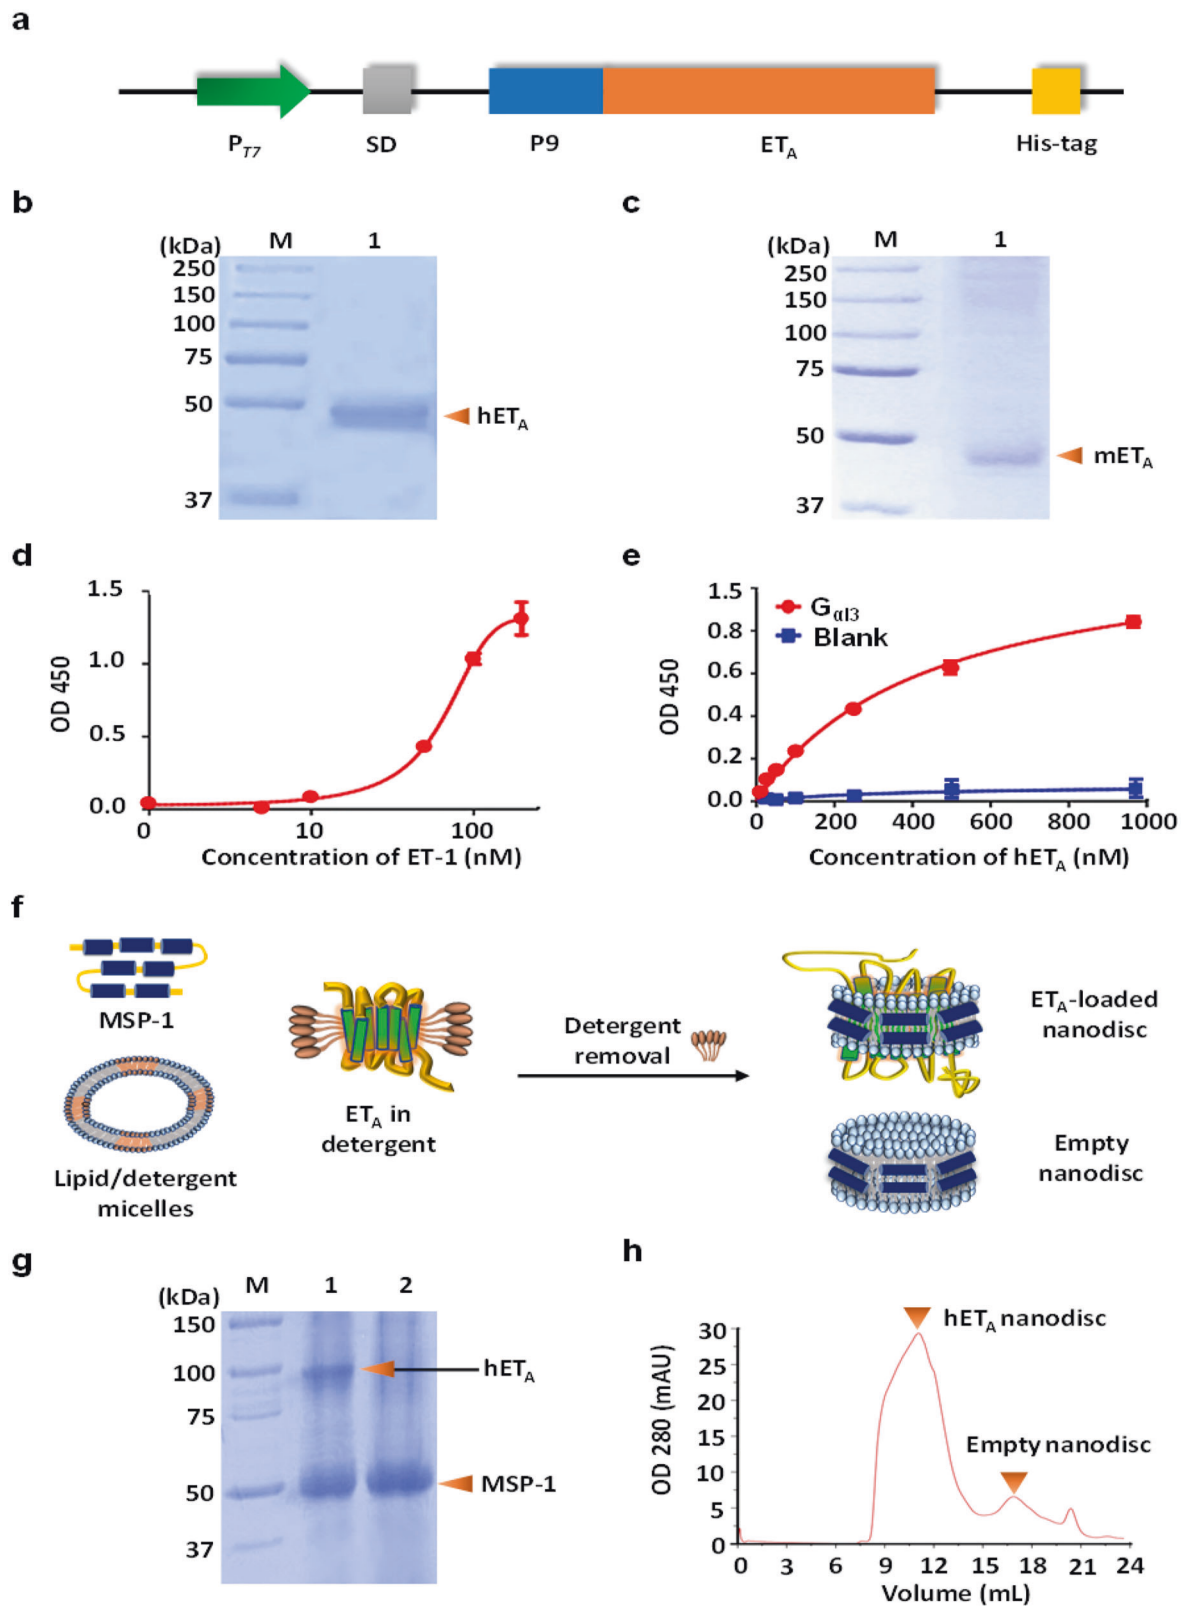 a
P_T7 SD P9 ET_A His-tag
b
(kDa) M 1
250
150
100
75
50
37
hET_A
c
(kDa) M 1
250
150
100
75
50
37
mET_A
d
OD 450
1.5
1.0
0.5
0.0
0 10 100
Concentration of ET-1 (nM)
e
OD 450
1.5
0.8
0.6
0.4
0.2
0.0
G_αI3
Blank
0 200 400 600 800 1000
Concentration of hET_A (nM)
f
MSP-1
Lipid/detergent
micelles
ET_A in
detergent
Detergent
removal
ET_A-loaded
nanodisc
Empty
nanodisc
g
(kDa) M 1 2
150
100
75
50
37
hET_A
MSP-1
h
OD 280 (mAU)
30
25
20
15
10
5
0
hET_A nanodisc
Empty nanodisc
0 3 6 9 12 15 18 21 24
Volume (mL)